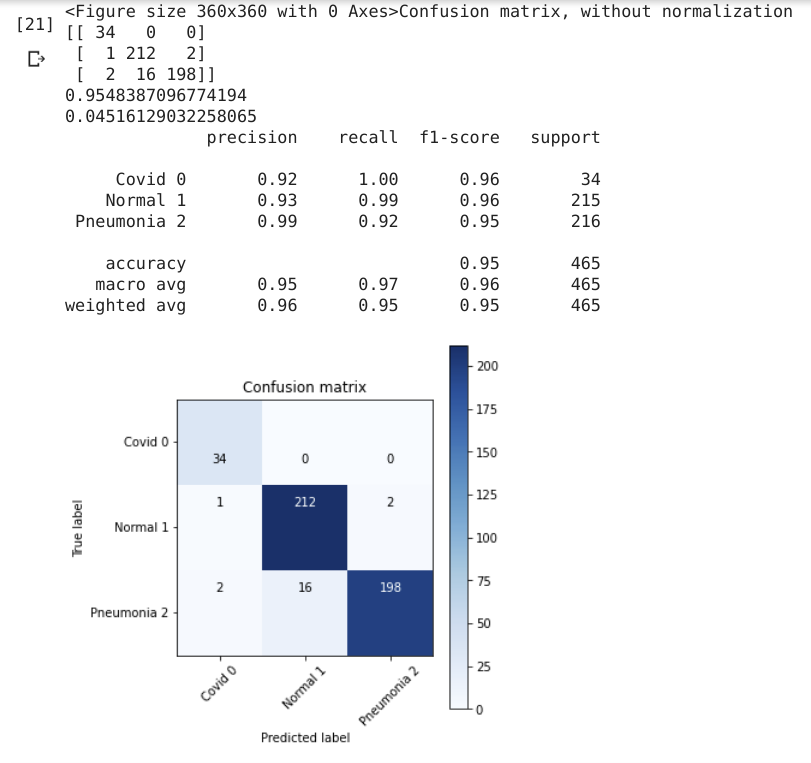 <Figure size 360x360 with 0 Axes>Confusion matrix, without normalization
[21]
[[ 34   0   0]
 [  1 212   2]
 [  2  16 198]]
0.9548387096774194
0.04516129032258065
              precision    recall  f1-score   support

     Covid 0       0.92      1.00      0.96        34
    Normal 1       0.93      0.99      0.96       215
 Pneumonia 2       0.99      0.92      0.95       216

    accuracy                           0.95       465
   macro avg       0.95      0.97      0.96       465
weighted avg       0.96      0.95      0.95       465

Confusion matrix
Covid 0
34 0 0
1 212 2
Normal 1
2 16 198
Pneumonia 2
True label
Covid 0 Normal 1 Pneumonia 2
Predicted label
200
175
150
125
100
75
50
25
0